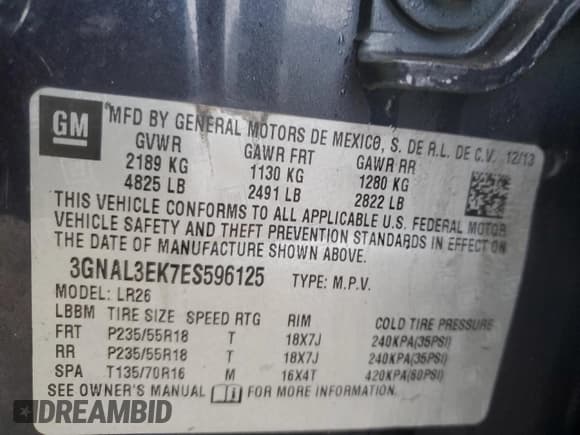 GM
MFD BY GENERAL MOTORS DE MEXICO, S. DE R.L. DE C.V. 12/13
GVWR GAWR FRT GAWR RR
2189 KG 1130 KG 1280 KG
4825 LB 2491 LB 2822 LB
THIS VEHICLE CONFORMS TO ALL APPLICABLE U.S. FEDERAL MOTOR
VEHICLE SAFETY AND THEFT PREVENTION STANDARDS IN EFFECT ON
THE DATE OF MANUFACTURE SHOWN ABOVE.
3GNAL3EK7ES596125 TYPE: M.P.V.
MODEL: LR26
LBBM TIRE SIZE SPEED RTG RIM COLD TIRE PRESSURE
FRT P235/55R18 T 18X7J 240KPA(35PSI)
RR P235/55R18 T 18X7J 240KPA(35PSI)
SPA T135/70R16 M 16X4T 420KPA(60PSI)
SEE OWNER'S MANUAL FOR MORE INFORMATION.
DREAMBID